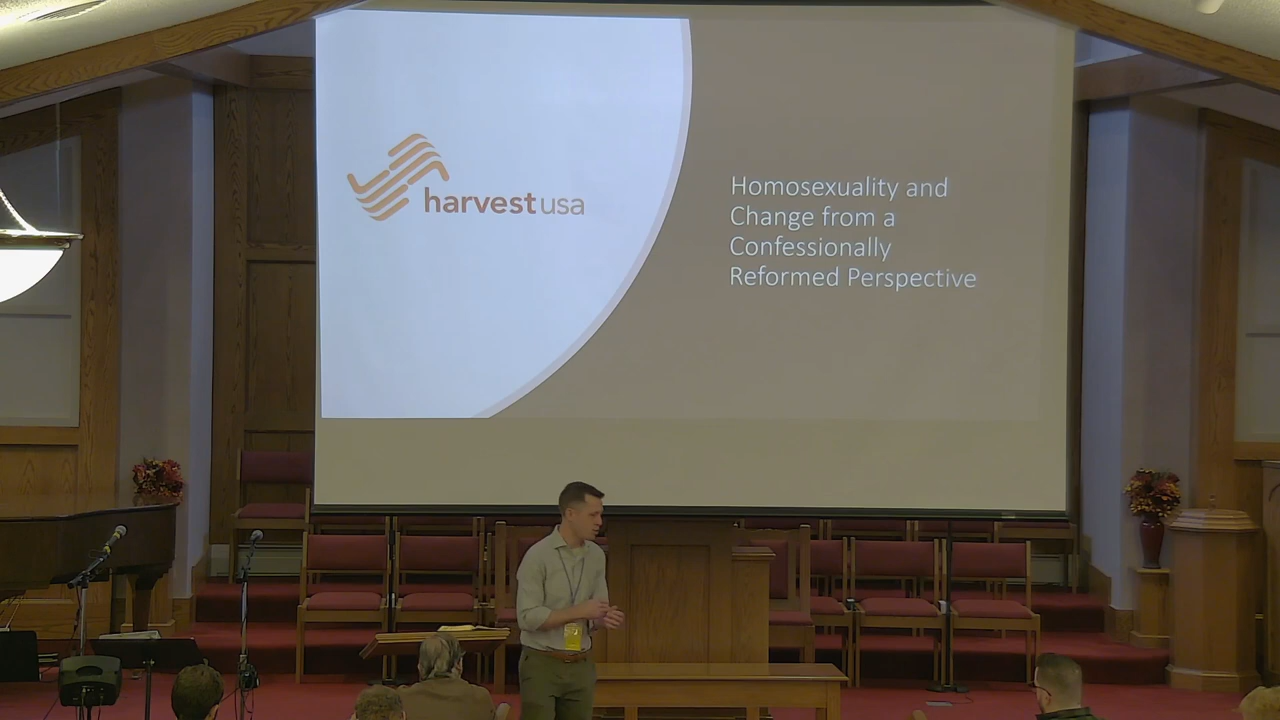 harvest usa
Homosexuality and
Change from a
Confessionally
Reformed Perspective